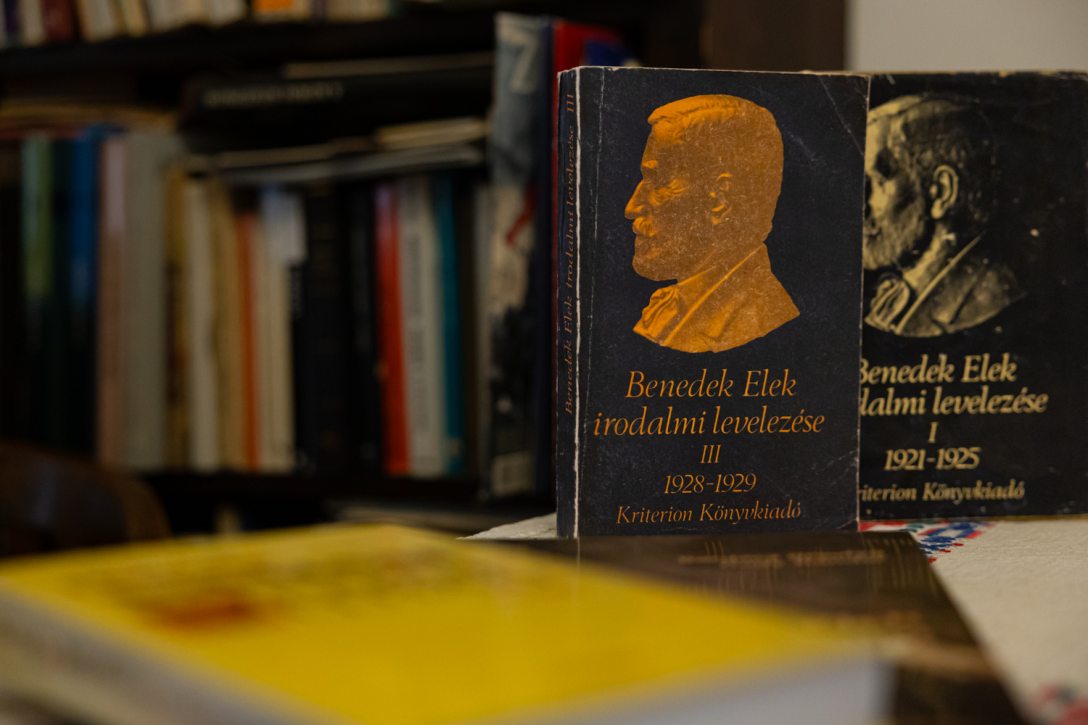 Benedek Elek irodalmi levelezése III
Benedek Elek
irodalmi levelezése
III
1928-1929
Kriterion Könyvkiadó
Benedek Elek
dalmi levelezése
I
1921-1925
riterion Könyvkiadó
Z